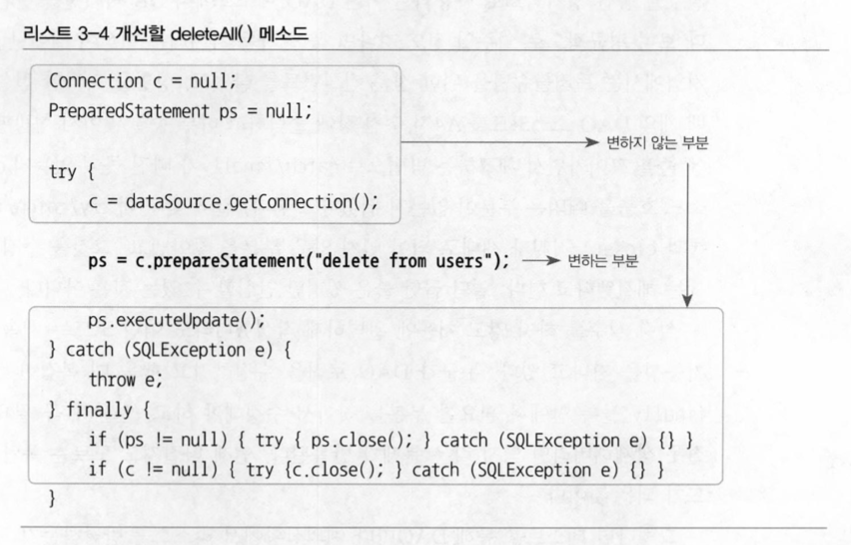 리스트 3-4 개선할 deleteAll() 메소드
Connection c = null;
PreparedStatement ps = null;
변하지 않는 부분
try {
c = dataSource.getConnection();
ps = c.prepareStatement("delete from users"); 변하는 부분
ps.executeUpdate();
} catch (SQLException e) {
throw e;
} finally {
if (ps != null) { try { ps.close(); } catch (SQLException e) {} }
if (c != null) { try {c.close(); } catch (SQLException e) {} }
}